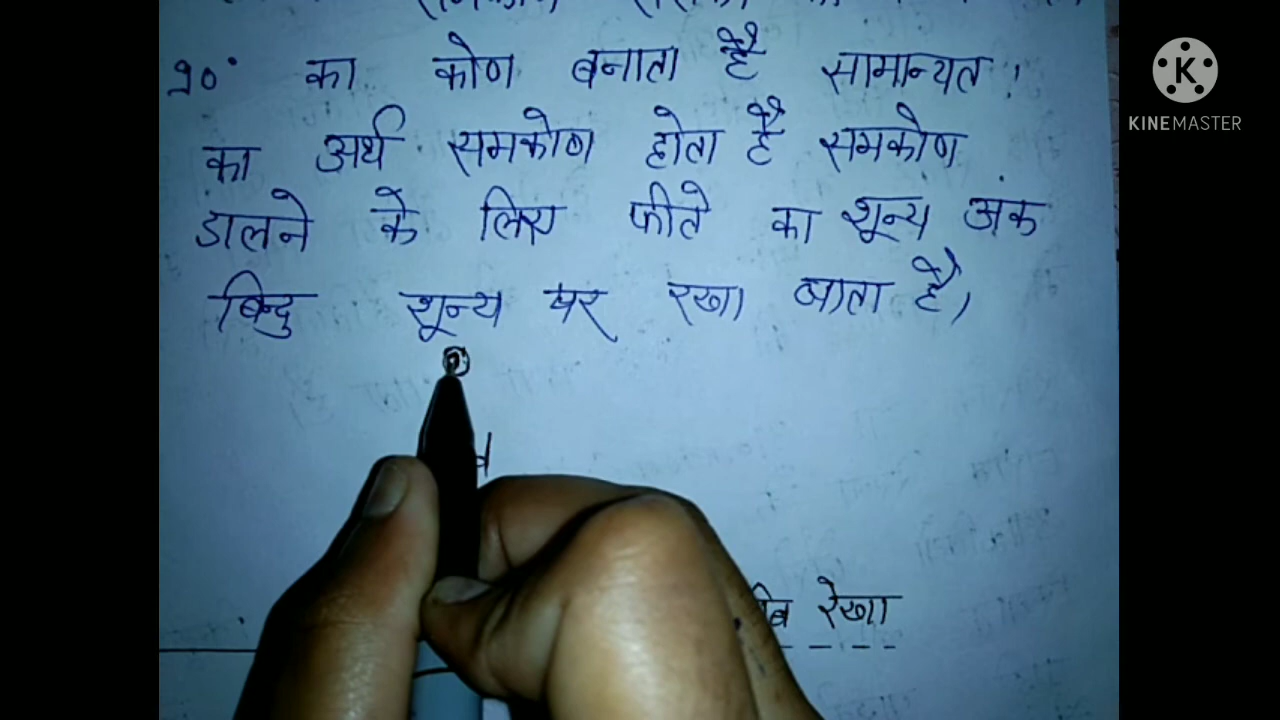 90° का कोण बनाता है सामान्यत।
का अर्थ समकोण होता है समकोण
डालने के लिए फीते का शून्य अंक
बिन्दु शून्य पर रखा जाता है,
रेखा
K
KINEMASTER